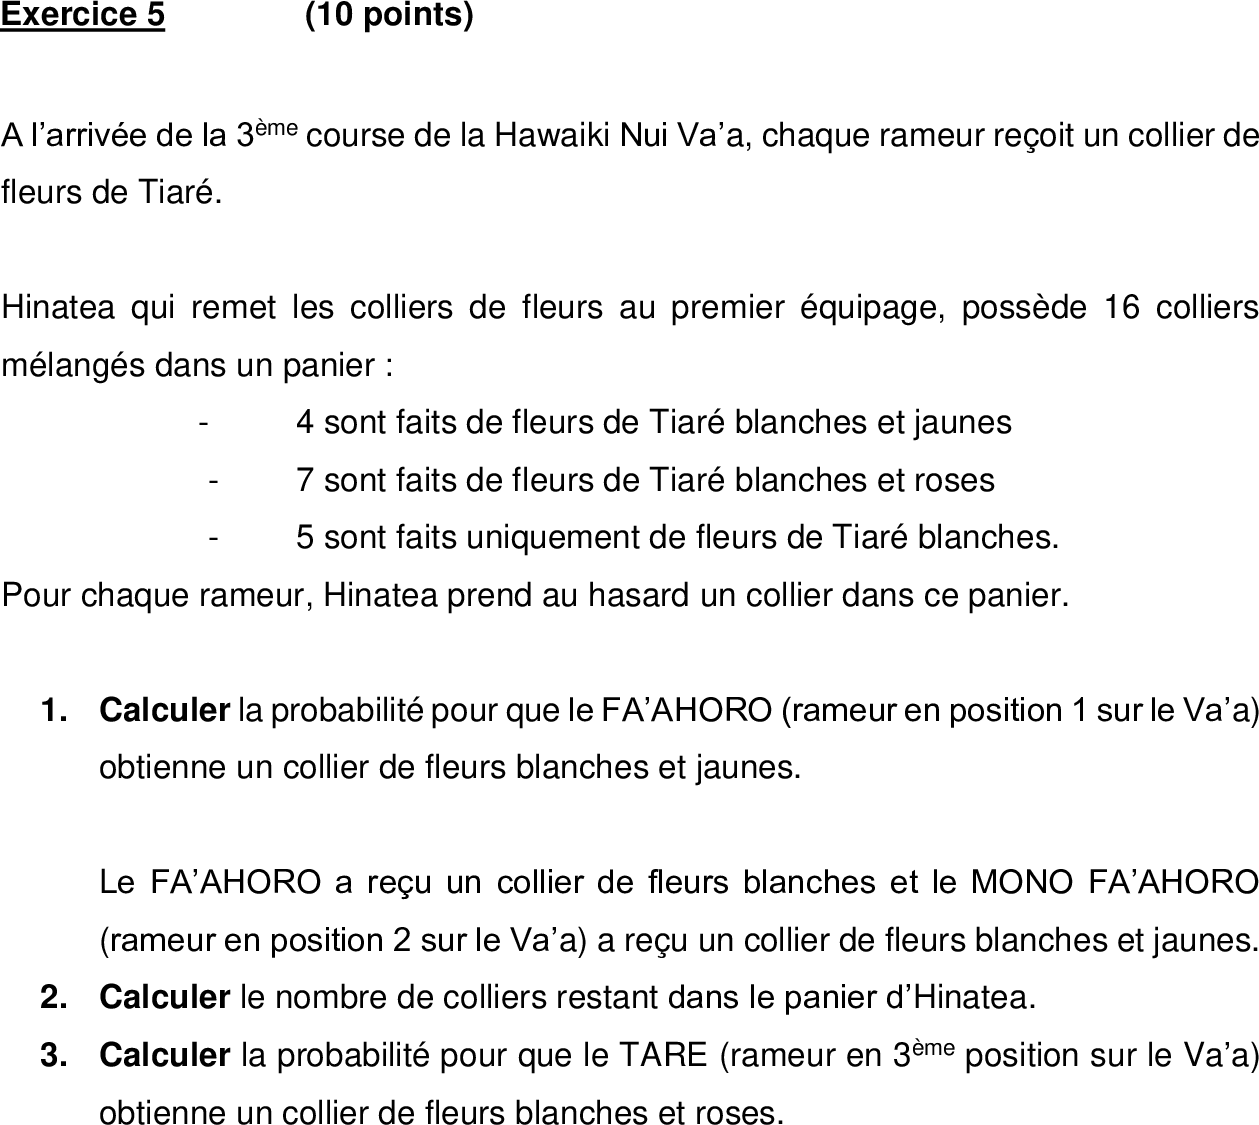 Exercice 5 (10 points)
A l’arrivée de la 3ème course de la Hawaiki Nui Va’a, chaque rameur reçoit un collier de
fleurs de Tiaré.
Hinatea qui remet les colliers de fleurs au premier équipage, possède 16 colliers
mélangés dans un panier :
- 4 sont faits de fleurs de Tiaré blanches et jaunes
- 7 sont faits de fleurs de Tiaré blanches et roses
- 5 sont faits uniquement de fleurs de Tiaré blanches.
Pour chaque rameur, Hinatea prend au hasard un collier dans ce panier.
1. Calculer la probabilité pour que le FA’AHORO (rameur en position 1 sur le Va’a)
obtienne un collier de fleurs blanches et jaunes.
Le FA’AHORO a reçu un collier de fleurs blanches et le MONO FA’AHORO
(rameur en position 2 sur le Va’a) a reçu un collier de fleurs blanches et jaunes.
2. Calculer le nombre de colliers restant dans le panier d’Hinatea.
3. Calculer la probabilité pour que le TARE (rameur en 3ème position sur le Va’a)
obtienne un collier de fleurs blanches et roses.